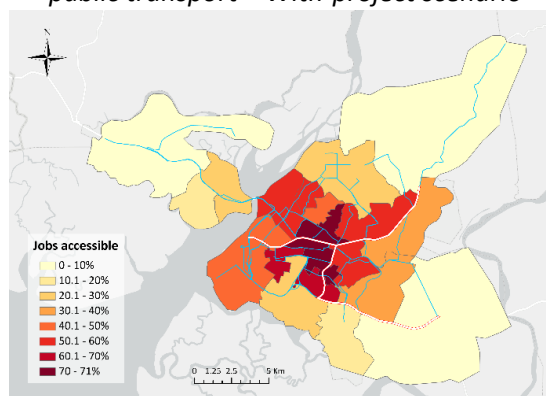 public transport – With-project scenario
N
Jobs accessible
0 - 10%
10.1 - 20%
20.1 - 30%
30.1 - 40%
40.1 - 50%
50.1 - 60%
60.1 - 70%
70 - 71%
0 1.25 2.5 5 Km